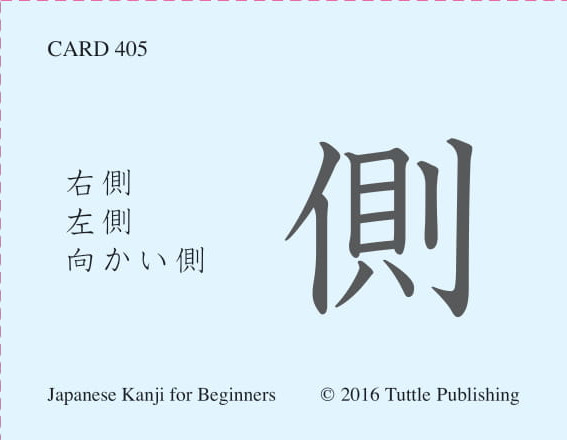 CARD 405
右側
左側
向かい側
側
Japanese Kanji for Beginners
© 2016 Tuttle Publishing